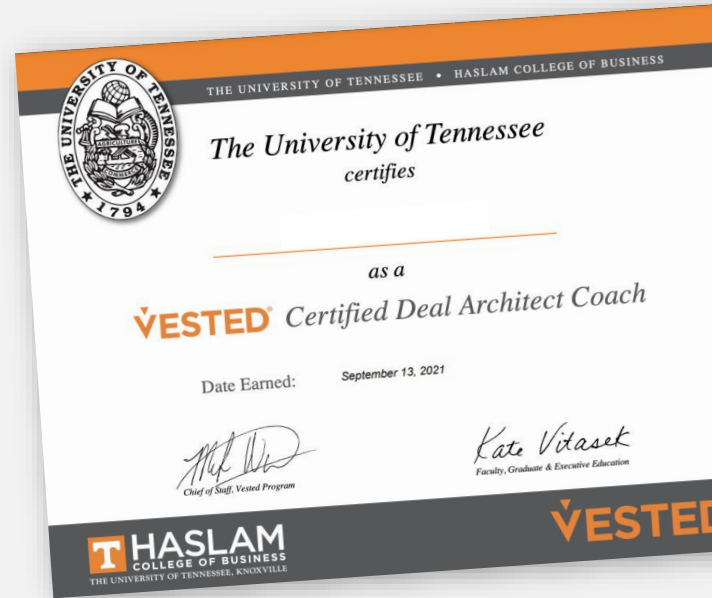 THE UNIVERSITY OF TENNESSEE • HASLAM COLLEGE OF BUSINESS
THE UNIVERSITY OF TENNESSEE
AGRICULTURE
COMMERCE
★ 1794 ★
The University of Tennessee
certifies
as a
VESTED® Certified Deal Architect Coach
Date Earned: September 13, 2021
Kate Vitasek
Chief of Staff, Vested Program
Faculty, Graduate & Executive Education
T HASLAM
COLLEGE OF BUSINESS
THE UNIVERSITY OF TENNESSEE, KNOXVILLE
VESTED